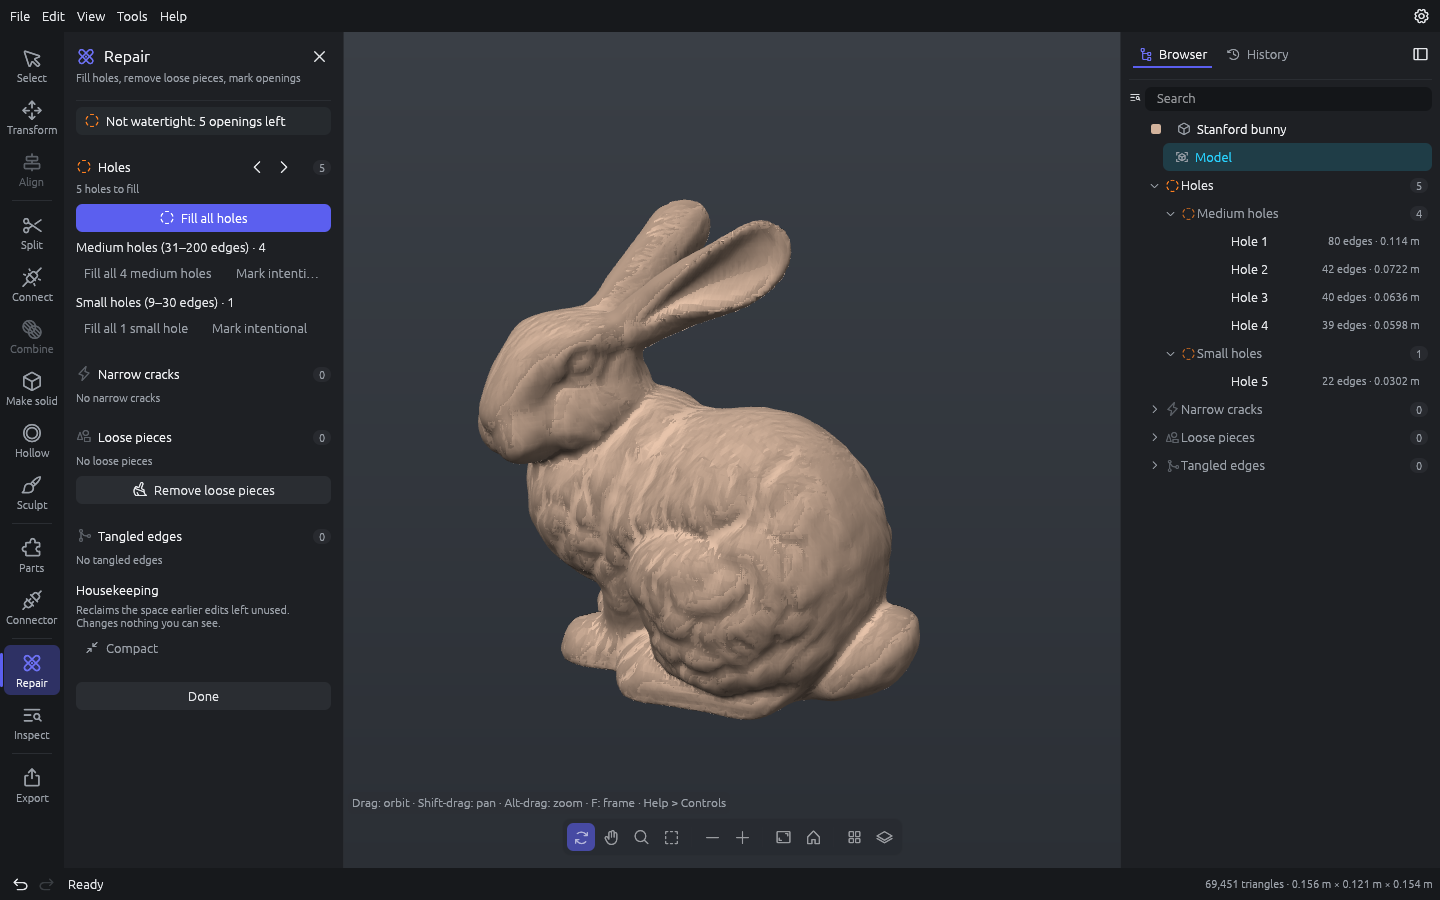 File Edit View Tools Help
Select
Transform
Align
Split
Connect
Combine
Make solid
Hollow
Sculpt
Parts
Connector
Repair
Inspect
Export
Repair
Fill holes, remove loose pieces, mark openings
Not watertight: 5 openings left
Holes 5
5 holes to fill
Fill all holes
Medium holes (31–200 edges) · 4
Fill all 4 medium holes Mark intenti...
Small holes (9–30 edges) · 1
Fill all 1 small hole Mark intentional
Narrow cracks 0
No narrow cracks
Loose pieces 0
No loose pieces
Remove loose pieces
Tangled edges 0
No tangled edges
Housekeeping
Reclaims the space earlier edits left unused.
Changes nothing you can see.
Compact
Done
Drag: orbit · Shift-drag: pan · Alt-drag: zoom · F: frame · Help > Controls
Browser History
Search
Stanford bunny
Model
Holes 5
Medium holes 4
Hole 1 80 edges · 0.114 m
Hole 2 42 edges · 0.0722 m
Hole 3 40 edges · 0.0636 m
Hole 4 39 edges · 0.0598 m
Small holes 1
Hole 5 22 edges · 0.0302 m
Narrow cracks 0
Loose pieces 0
Tangled edges 0
Ready
69,451 triangles · 0.156 m × 0.121 m × 0.154 m